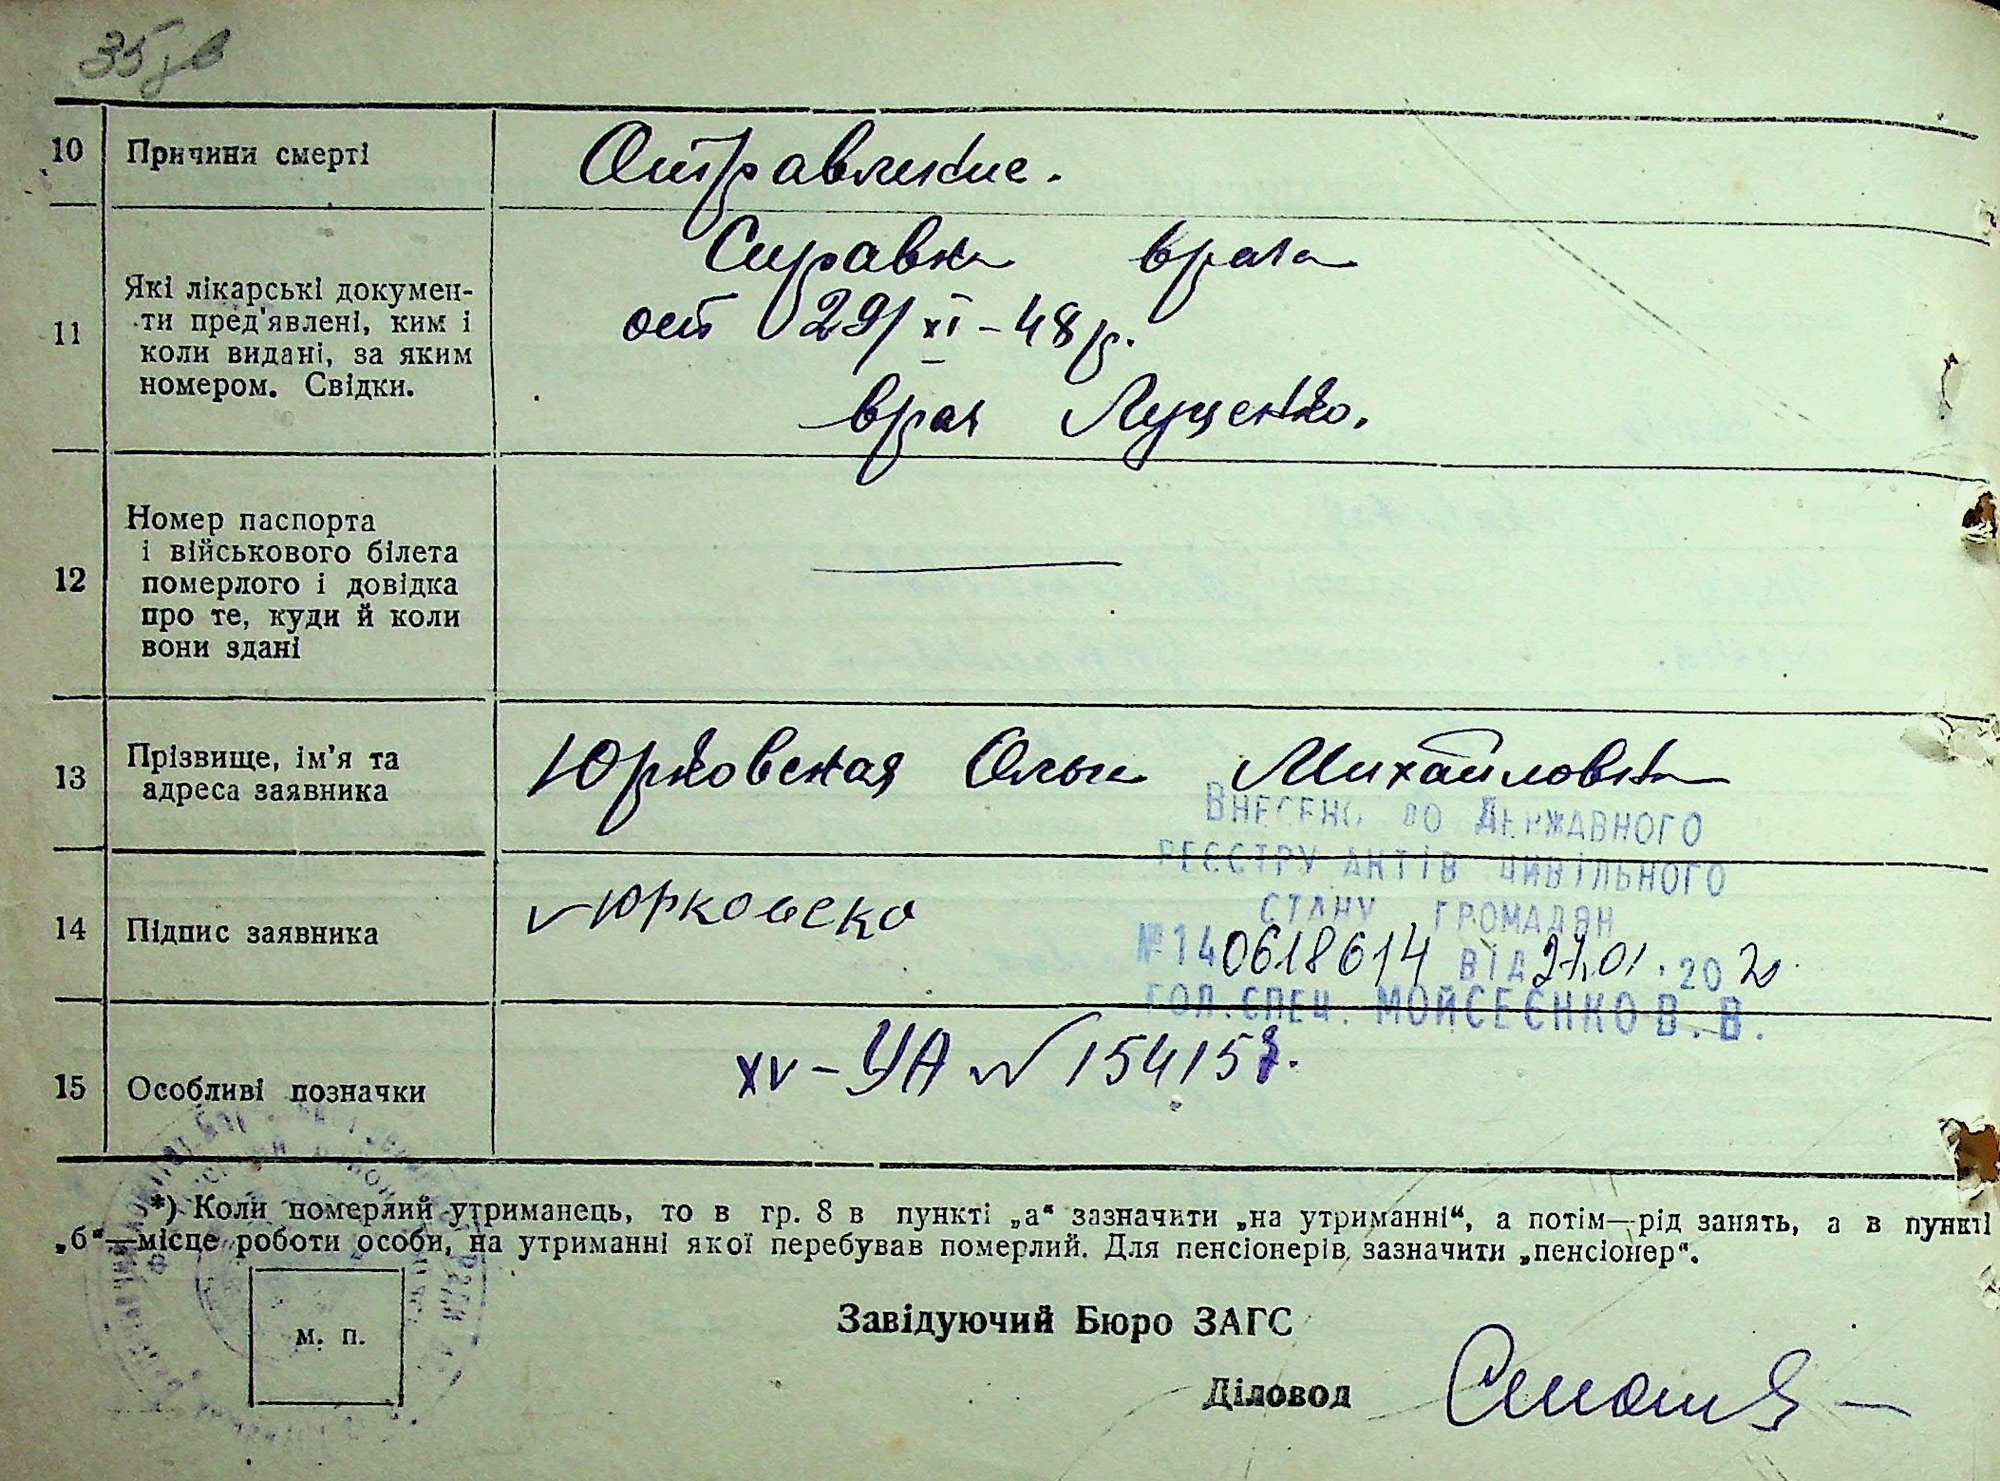 35
10 Причини смерті Отравление.
11 Які лікарські докумен-
ти пред'явлені, ким і
коли видані, за яким
номером. Свідки.
Справка врача
от 29/XI-48 р.
врач Луценко.
12 Номер паспорта
і військового білета
померлого і довідка
про те, куди й коли
вони здані
—
13 Прізвище, ім'я та
адреса заявника
Юрковская Ольга Михайловна
ВНЕСЕНО ДО ДЕРЖАВНОГО
РЕЄСТРУ АКТІВ ЦИВІЛЬНОГО
СТАНУ ГРОМАДЯН
№140618614 ВІД 27.01.2020
ГОЛ.СПЕЦ. МОЙСЕЄНКО В.В.
14 Підпис заявника Юрковска
15 Особливі позначки XV-УА № 154157.
*) Коли померлий утриманець, то в гр. 8 в пункті „а“ зазначити „на утриманні“, а потім—рід занять, а в пункті
„б“—місце роботи особи, на утриманні якої перебував померлий. Для пенсіонерів зазначити „пенсіонер“.
м. п.
Завідуючий Бюро ЗАГС
Діловод